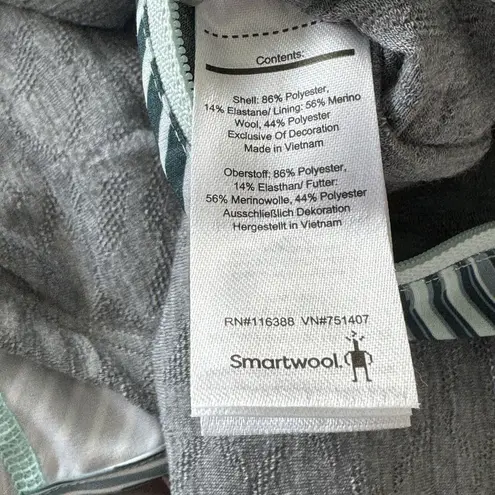 Contents:
Shell: 86% Polyester,
14% Elastane/ Lining: 56% Merino
Wool, 44% Polyester
Exclusive Of Decoration
Made in Vietnam
Oberstoff: 86% Polyester,
14% Elasthan/ Futter:
56% Merinowolle, 44% Polyester
Ausschließlich Dekoration
Hergestellt in Vietnam
RN#116388 VN#751407
Smartwool.